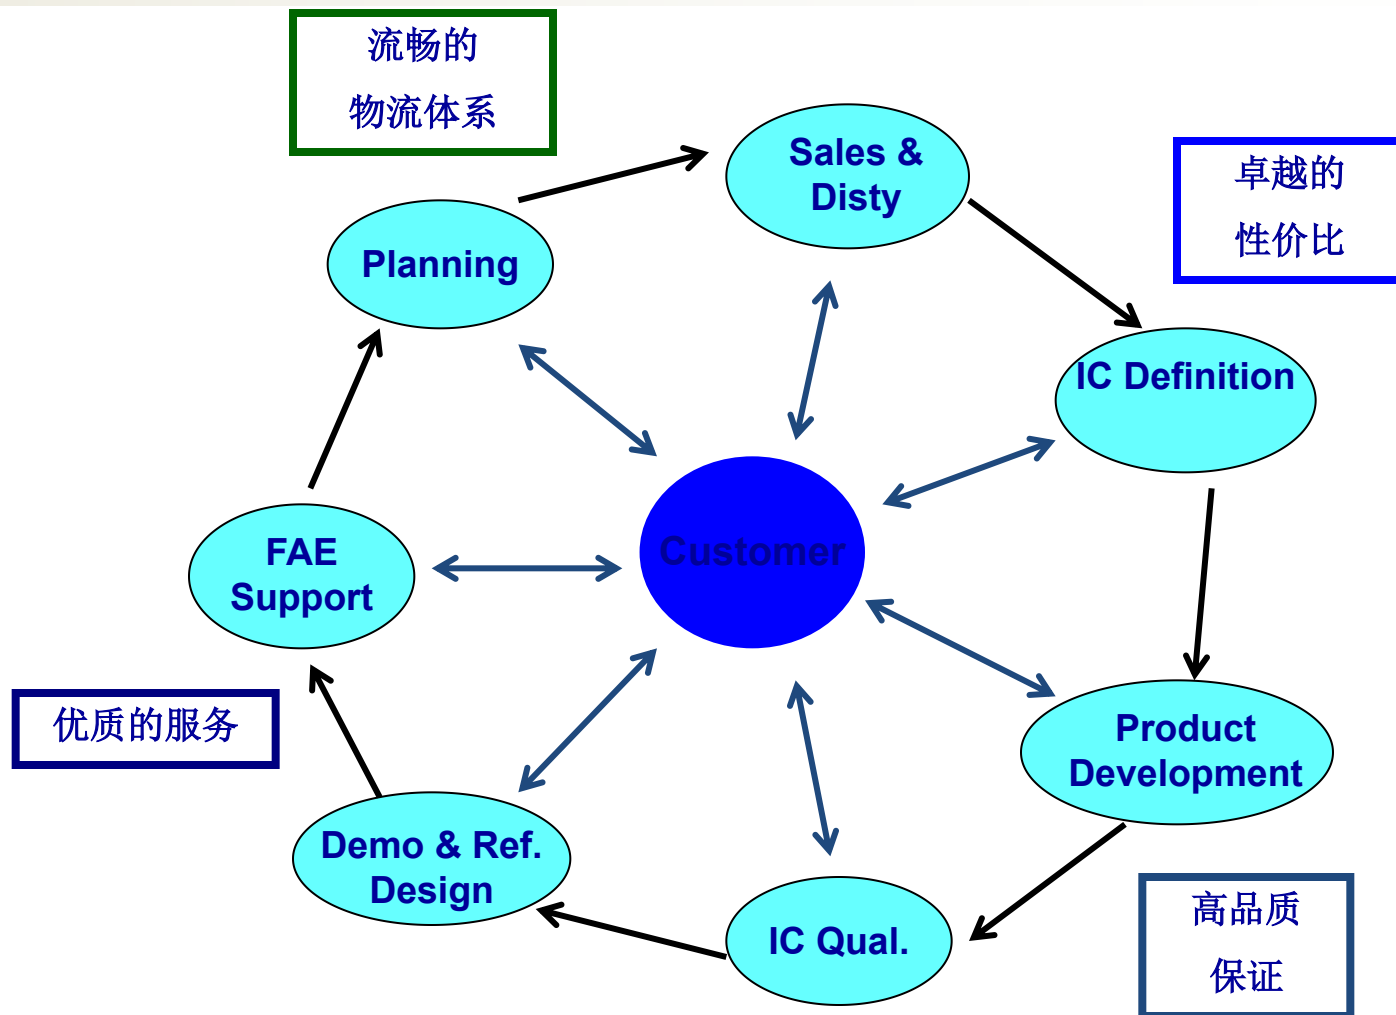 流畅的
物流体系
Sales &
Disty
卓越的
性价比
Planning
IC Definition
Customer
FAE
Support
优质的服务
Product
Development
Demo & Ref.
Design
IC Qual.
高品质
保证